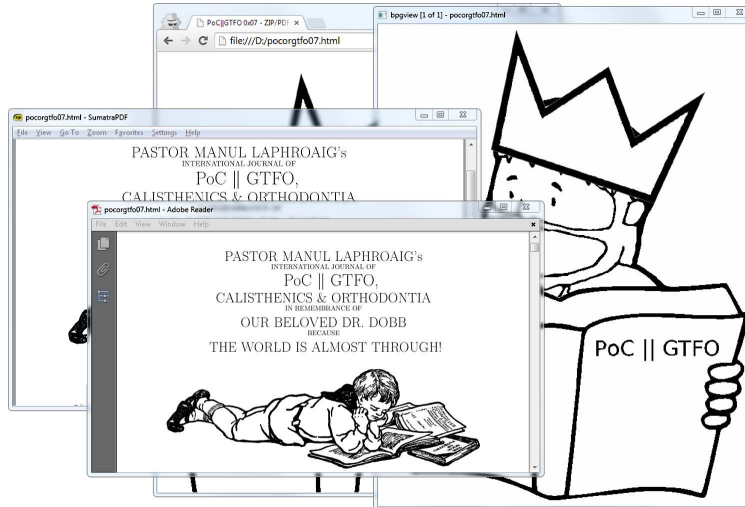 PoC||GTFO 0x07 - ZIP/PDF ×
file:///D:/pocorgtfo07.html
bpgview [1 of 1] - pocorgtfo07.html
PoC || GTFO
pocorgtfo07.html - SumatraPDF
File View Go To Zoom Favorites Settings Help
PASTOR MANUL LAPHROAIG's
INTERNATIONAL JOURNAL OF
PoC || GTFO,
CALISTHENICS & ORTHODONTIA
pocorgtfo07.html - Adobe Reader
File Edit View Window Help
PASTOR MANUL LAPHROAIG's
INTERNATIONAL JOURNAL OF
PoC || GTFO,
CALISTHENICS & ORTHODONTIA
IN REMEMBRANCE OF
OUR BELOVED DR. DOBB
BECAUSE
THE WORLD IS ALMOST THROUGH!